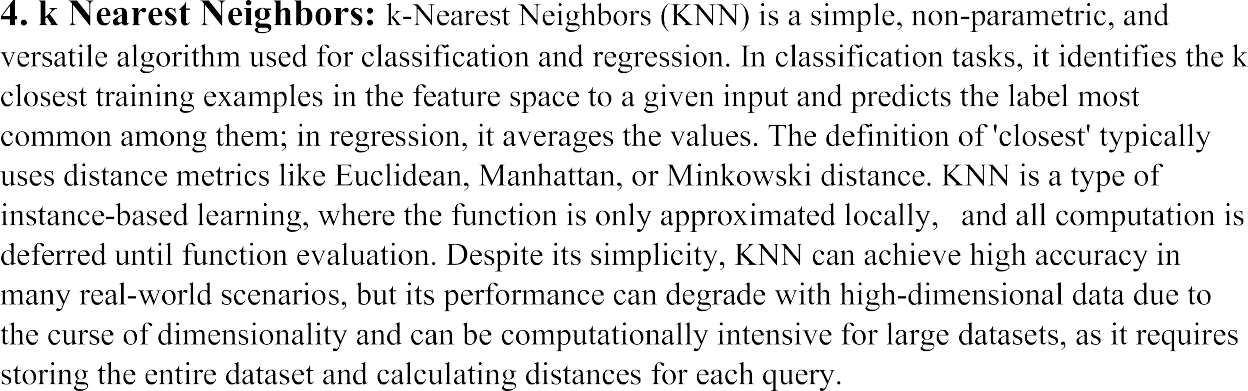 4. k Nearest Neighbors: k-Nearest Neighbors (KNN) is a simple, non-parametric, and
versatile algorithm used for classification and regression. In classification tasks, it identifies the k
closest training examples in the feature space to a given input and predicts the label most
common among them; in regression, it averages the values. The definition of 'closest' typically
uses distance metrics like Euclidean, Manhattan, or Minkowski distance. KNN is a type of
instance-based learning, where the function is only approximated locally,   and all computation is
deferred until function evaluation. Despite its simplicity, KNN can achieve high accuracy in
many real-world scenarios, but its performance can degrade with high-dimensional data due to
the curse of dimensionality and can be computationally intensive for large datasets, as it requires
storing the entire dataset and calculating distances for each query.